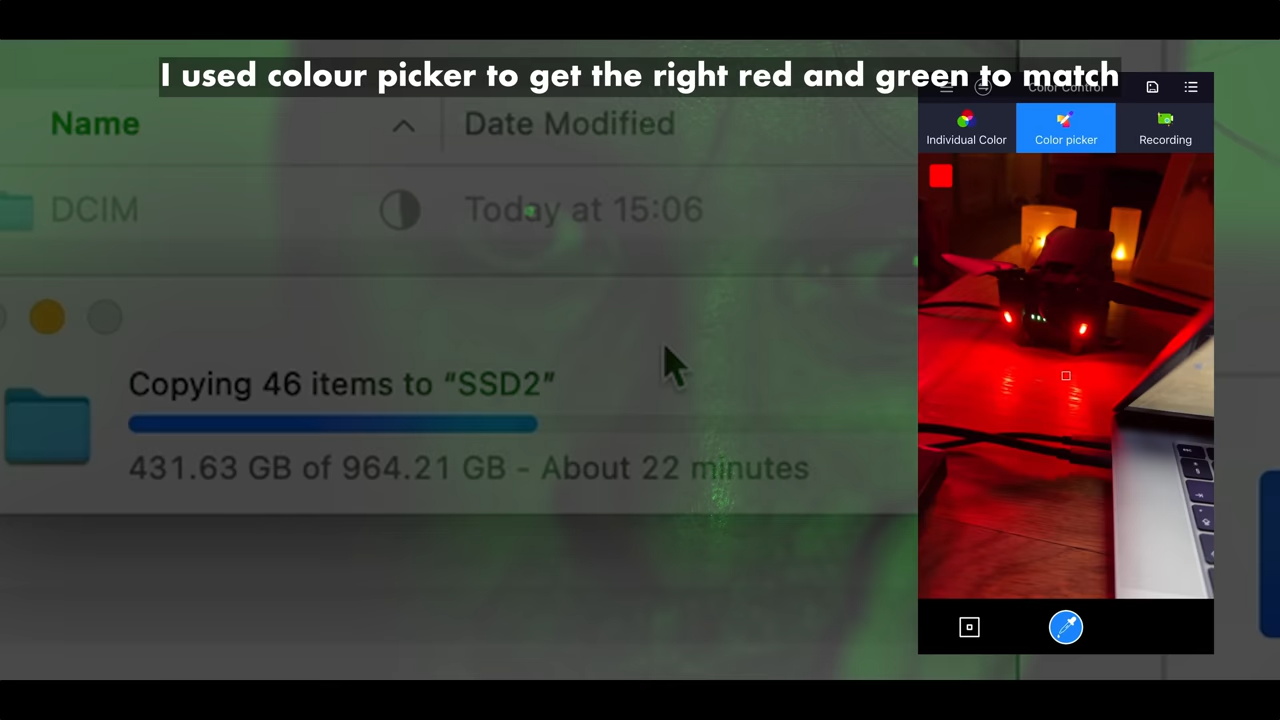 I used colour picker to get the right red and green to match
Color Control
Individual Color
Color picker
Recording
Name
Date Modified
DCIM
Today at 15:06
Copying 46 items to “SSD2”
431.63 GB of 964.21 GB - About 22 minutes